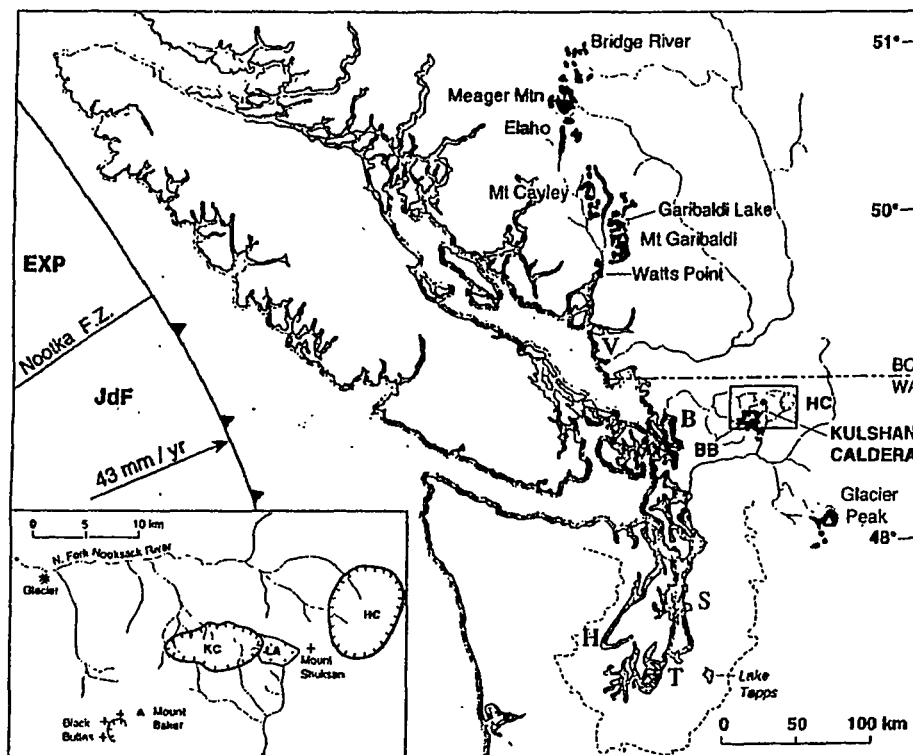 Bridge River
51°
Meager Mtn
Elaho
Mt Cayley
50°
Garibaldi Lake
Mt Garibaldi
Watts Point
EXP
Nootka F.Z.
V
JdF
BC
WA
HC
B
BB
KULSHAN
CALDERA
43 mm / yr
Glacier
Peak
48°
0 5 10 km
N. Fork Nooksack River
Glacier
HC
S
KC
LA
Mount
Shuksan
H
T
Lake
Tapps
Mount
Baker
Black
Buttes
0 50 100 km